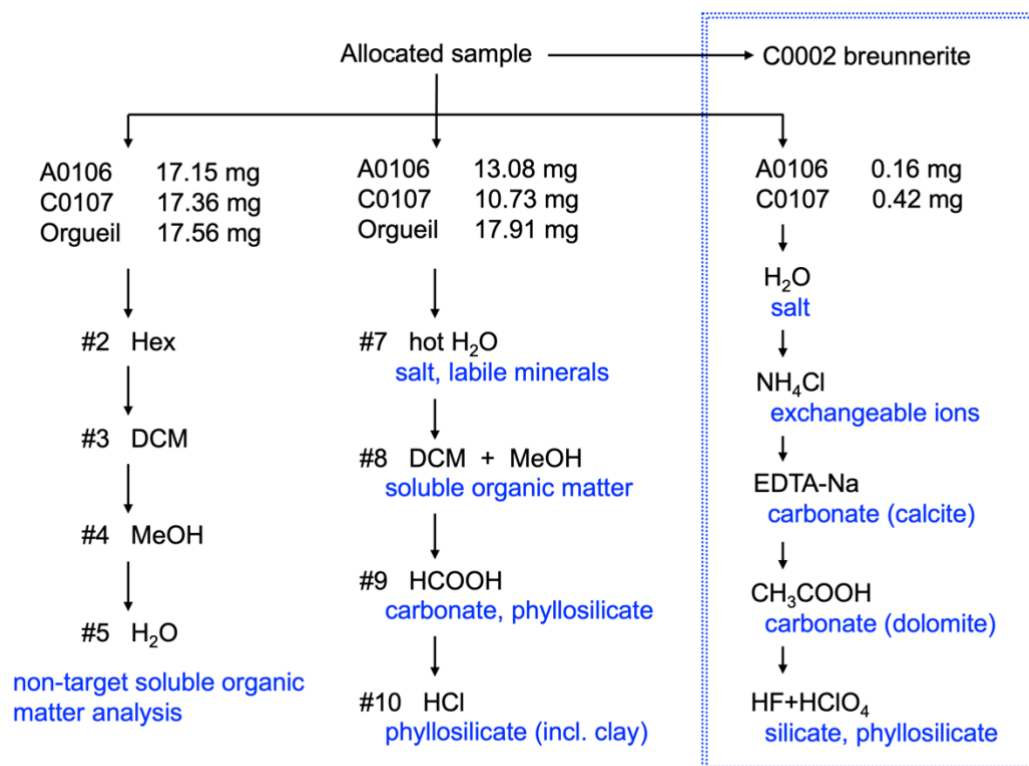 Allocated sample
C0002 breunnerite
A0106 17.15 mg
C0107 17.36 mg
Orgueil 17.56 mg
#2 Hex
#3 DCM
#4 MeOH
#5 H₂O
non-target soluble organic
matter analysis
A0106 13.08 mg
C0107 10.73 mg
Orgueil 17.91 mg
#7 hot H₂O
salt, labile minerals
#8 DCM + MeOH
soluble organic matter
#9 HCOOH
carbonate, phyllosilicate
#10 HCl
phyllosilicate (incl. clay)
A0106 0.16 mg
C0107 0.42 mg
H₂O
salt
NH₄Cl
exchangeable ions
EDTA-Na
carbonate (calcite)
CH₃COOH
carbonate (dolomite)
HF+HClO₄
silicate, phyllosilicate